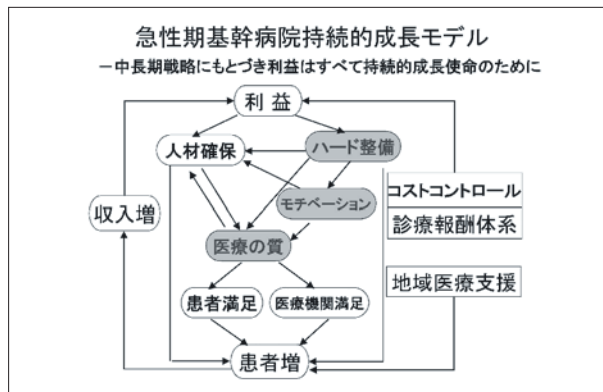 急性期基幹病院持続的成長モデル
－中長期戦略にもとづき利益はすべて持続的成長使命のために
利益
人材確保
ハード整備
モチベーション
コストコントロール
収入増
診療報酬体系
医療の質
地域医療支援
患者満足
医療機関満足
患者増